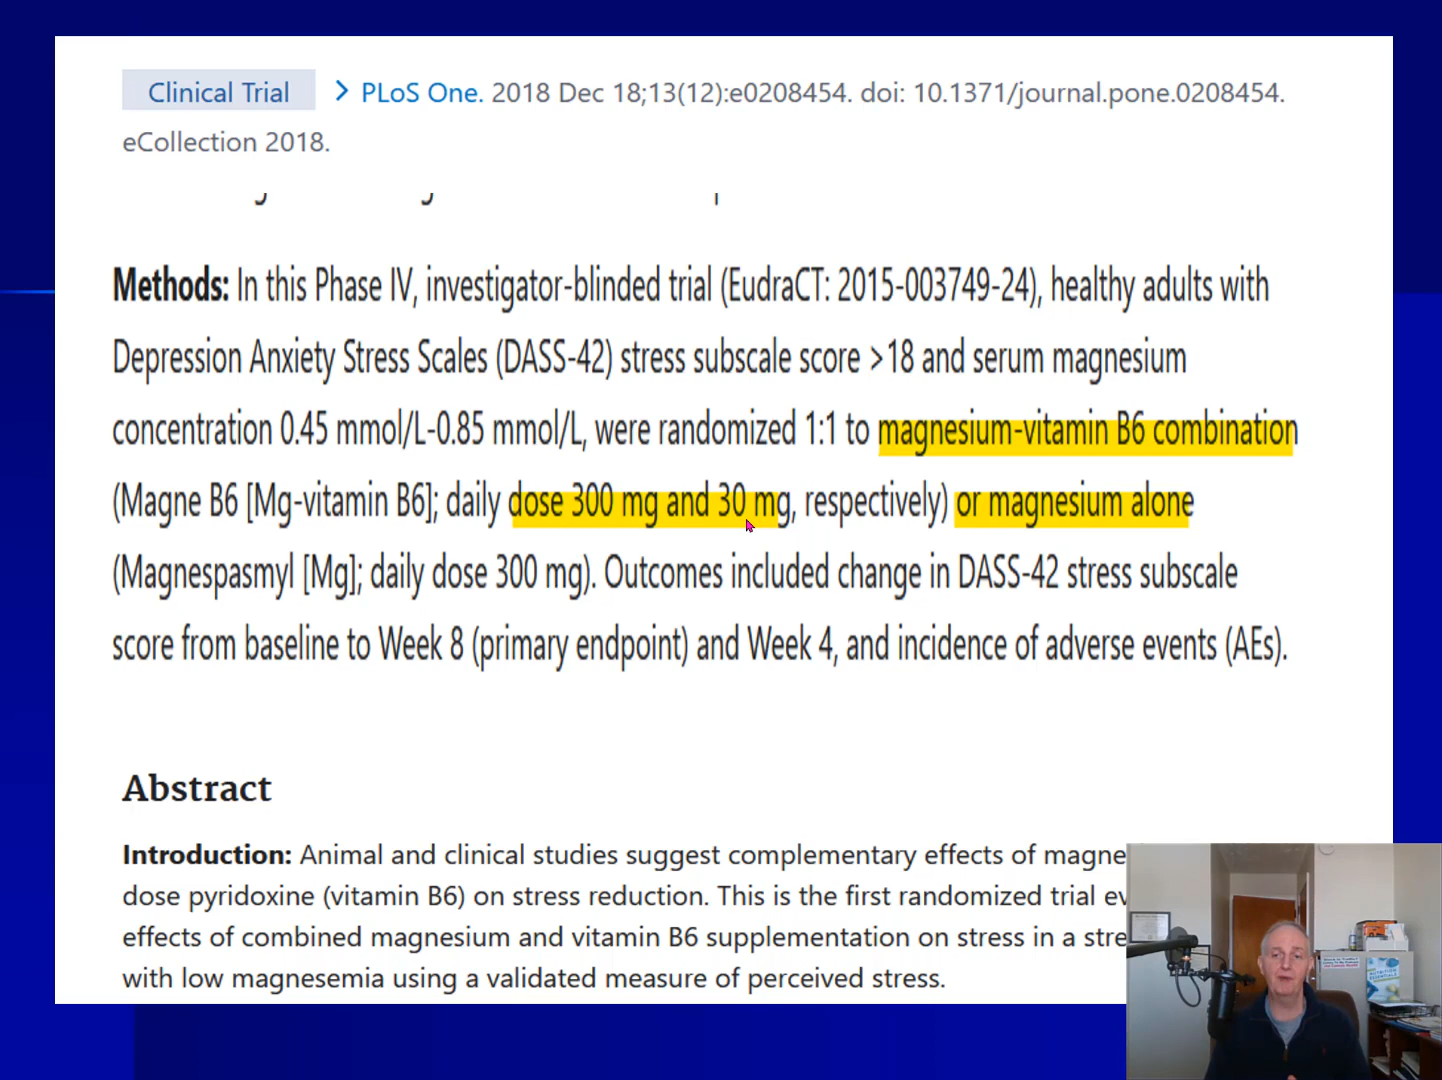 Clinical Trial > PLoS One. 2018 Dec 18;13(12):e0208454. doi: 10.1371/journal.pone.0208454.
eCollection 2018.
Methods: In this Phase IV, investigator-blinded trial (EudraCT: 2015-003749-24), healthy adults with
Depression Anxiety Stress Scales (DASS-42) stress subscale score >18 and serum magnesium
concentration 0.45 mmol/L-0.85 mmol/L, were randomized 1:1 to magnesium-vitamin B6 combination
(Magne B6 [Mg-vitamin B6]; daily dose 300 mg and 30 mg, respectively) or magnesium alone
(Magnespasmyl [Mg]; daily dose 300 mg). Outcomes included change in DASS-42 stress subscale
score from baseline to Week 8 (primary endpoint) and Week 4, and incidence of adverse events (AEs).
Abstract
Introduction: Animal and clinical studies suggest complementary effects of magne
dose pyridoxine (vitamin B6) on stress reduction. This is the first randomized trial ev
effects of combined magnesium and vitamin B6 supplementation on stress in a stre
with low magnesemia using a validated measure of perceived stress.